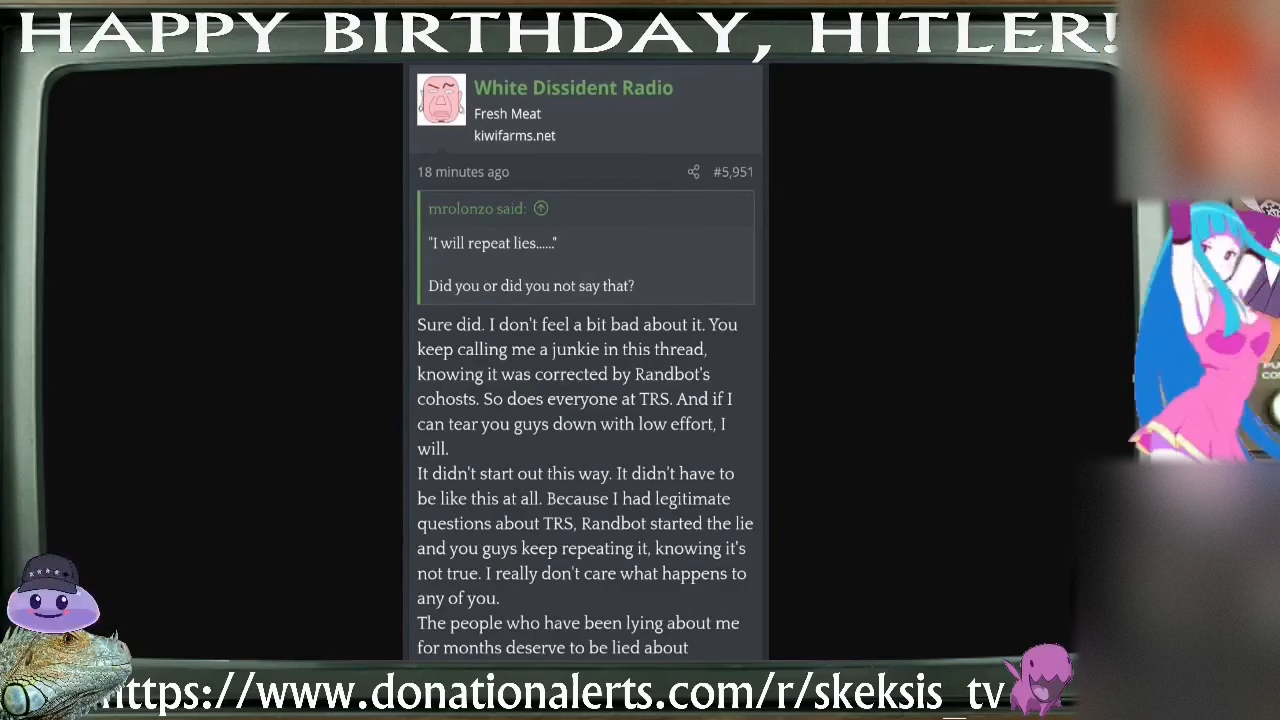 HAPPY BIRTHDAY, HITLER!
White Dissident Radio
Fresh Meat
kiwifarms.net
18 minutes ago
#5,951
mrolonzo said:
"I will repeat lies....."
Did you or did you not say that?
Sure did. I don't feel a bit bad about it. You
keep calling me a junkie in this thread,
knowing it was corrected by Randbot's
cohosts. So does everyone at TRS. And if I
can tear you guys down with low effort, I
will.
It didn't start out this way. It didn't have to
be like this at all. Because I had legitimate
questions about TRS, Randbot started the lie
and you guys keep repeating it, knowing it's
not true. I really don't care what happens to
any of you.
The people who have been lying about me
for months deserve to be lied about
https://www.donationalerts.com/r/skeksis_tv